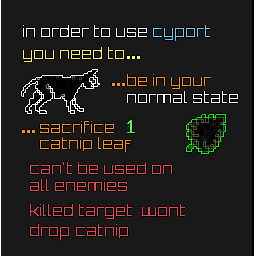 in order to use cyport
you need to...
...be in your
normal state
... sacrifice 1
catnip leaf
can't be used on
all enemies
killed target wont
drop catnip